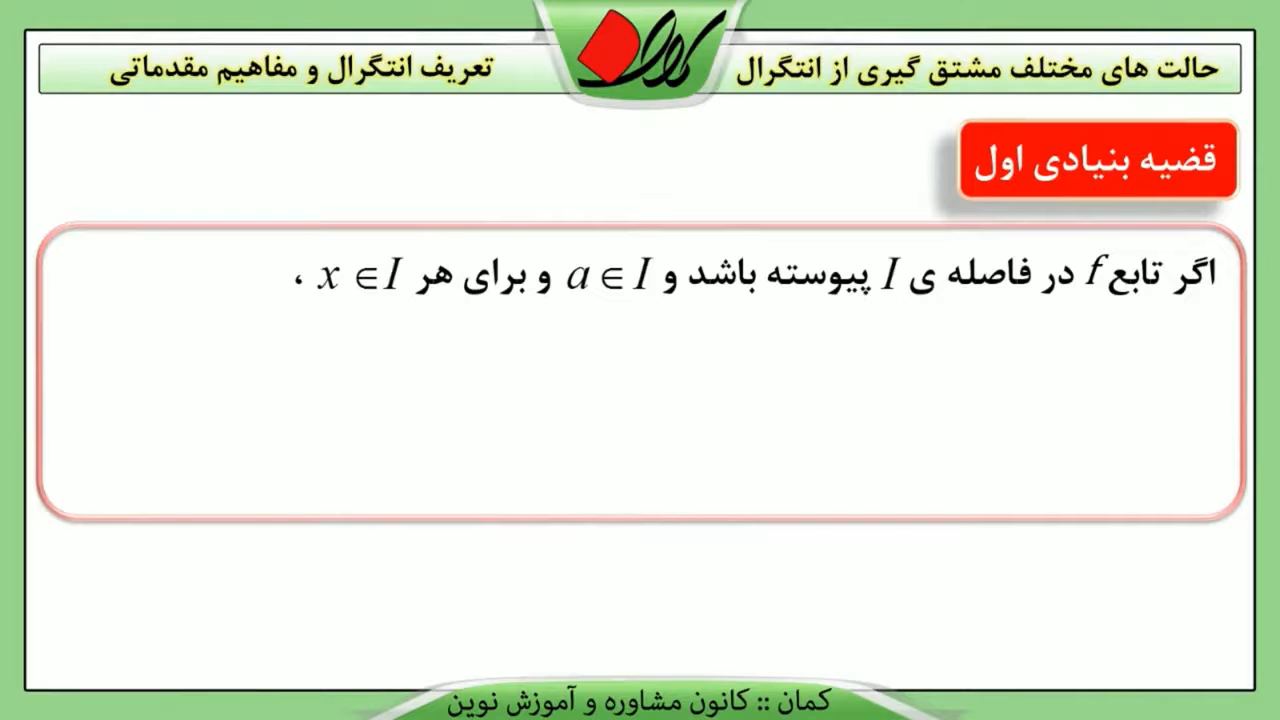 حالت های مختلف مشتق گیری از انتگرال
کمان
تعریف انتگرال و مفاهیم مقدماتی
قضیه بنیادی اول
اگر تابع f در فاصله ی I پیوسته باشد و a ∈ I و برای هر x ∈ I ،
کمان :: کانون مشاوره و آموزش نوین